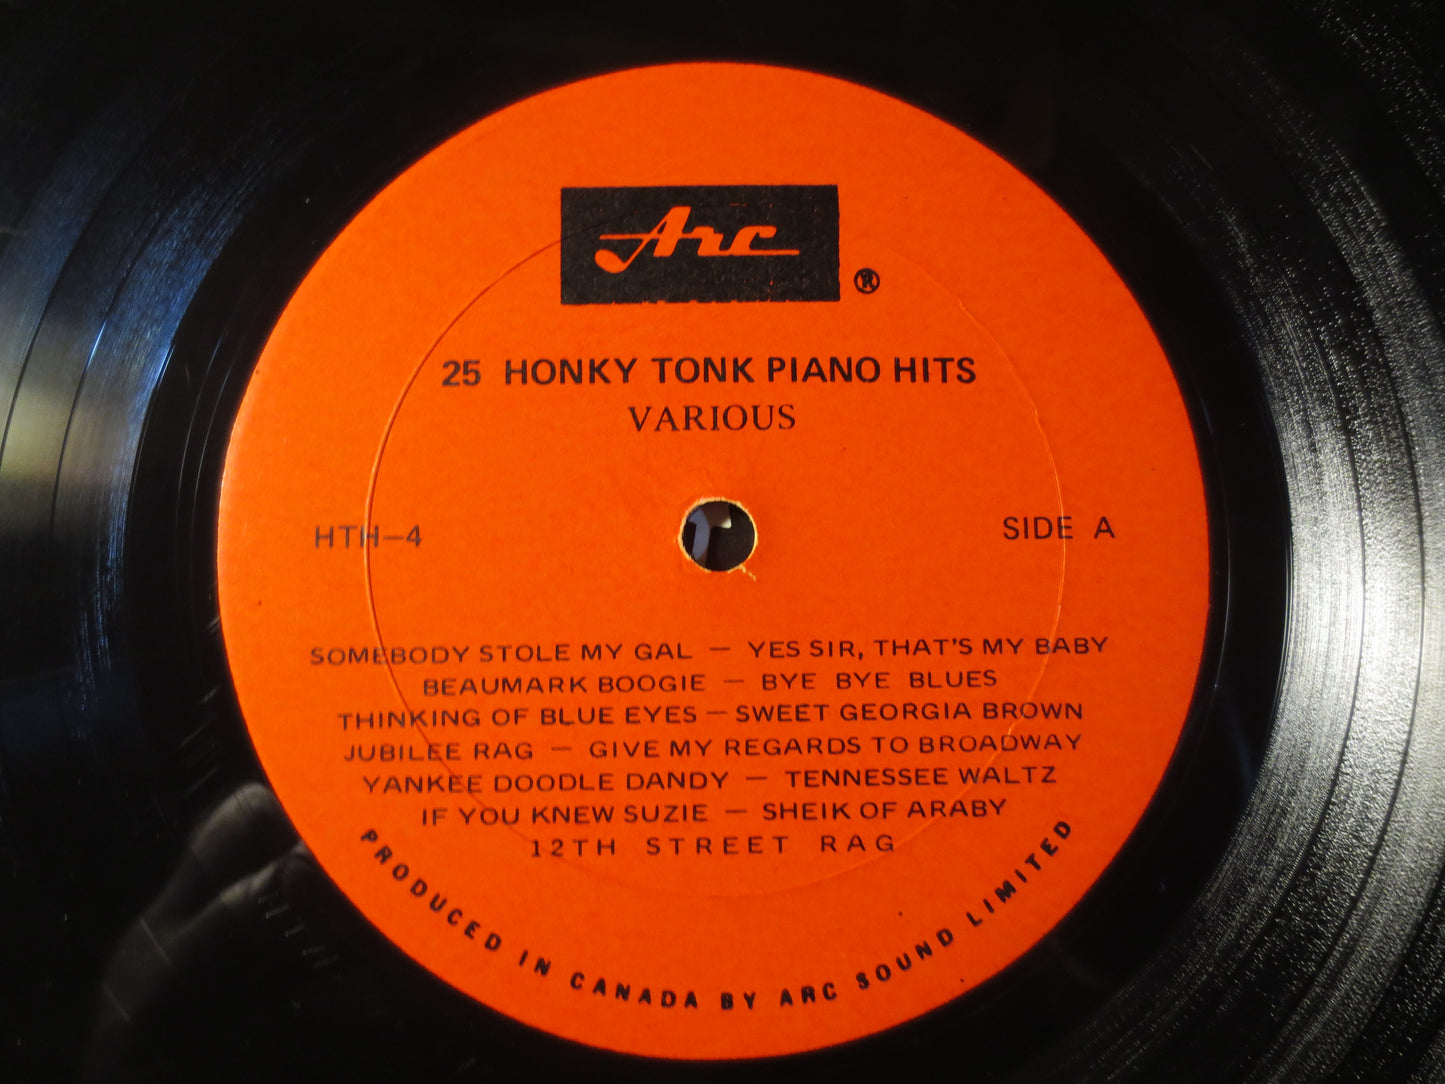 Arc
®
25 HONKY TONK PIANO HITS
VARIOUS
HTH-4
SIDE A
SOMEBODY STOLE MY GAL — YES SIR, THAT'S MY BABY
BEAUMARK BOOGIE — BYE BYE BLUES
THINKING OF BLUE EYES — SWEET GEORGIA BROWN
JUBILEE RAG — GIVE MY REGARDS TO BROADWAY
YANKEE DOODLE DANDY — TENNESSEE WALTZ
IF YOU KNEW SUZIE — SHEIK OF ARABY
12TH STREET RAG
PRODUCED IN CANADA BY ARC SOUND LIMITED